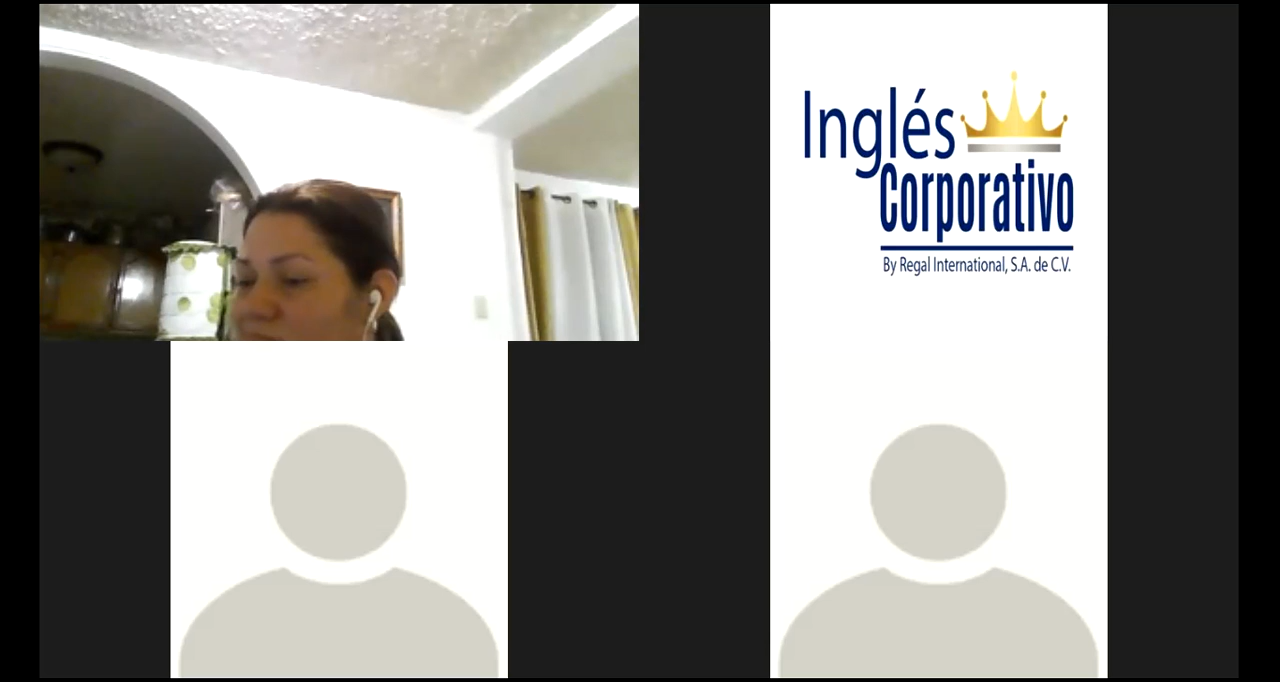 Inglés
Corporativo
By Regal International, S.A. de C.V.